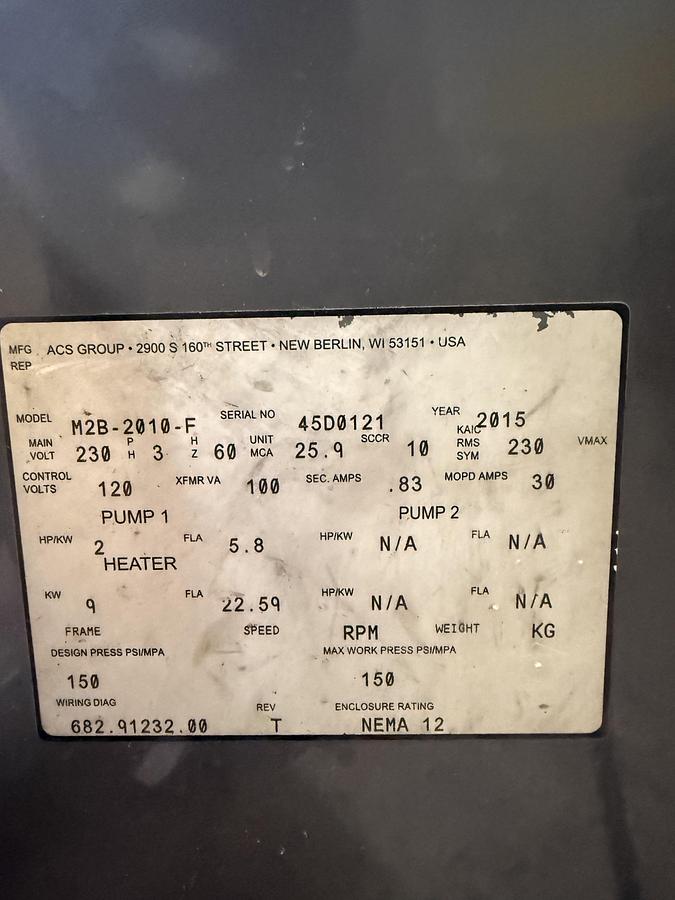 MFG ACS GROUP • 2900 S 160TH STREET • NEW BERLIN, WI 53151 • USA
REP
MODEL M2B-2010-F SERIAL NO 45D0121 YEAR 2015
MAIN VOLT 230 PH 3 HZ 60 UNIT MCA 25.9 SCCR 10 KAIC RMS SYM 230 VMAX
CONTROL VOLTS 120 XFMR VA 100 SEC. AMPS .83 MOPD AMPS 30
PUMP 1 PUMP 2
HP/KW 2 FLA 5.8 HP/KW N/A FLA N/A
HEATER
KW 9 FLA 22.59 HP/KW N/A FLA N/A
FRAME SPEED RPM WEIGHT KG
DESIGN PRESS PSI/MPA MAX WORK PRESS PSI/MPA
150 150
WIRING DIAG REV ENCLOSURE RATING
682.91232.00 T NEMA 12